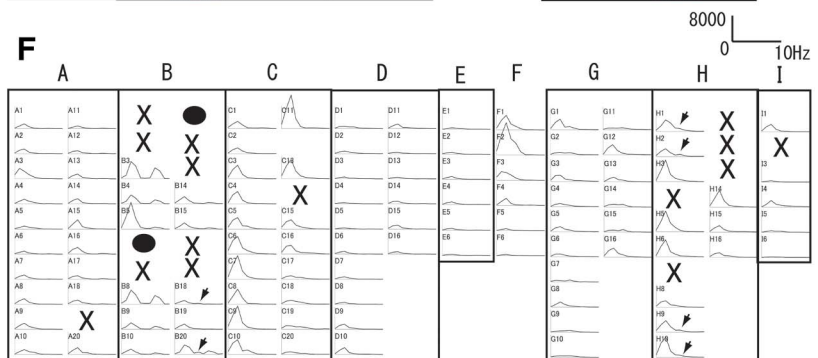 8000
F
0 10Hz
A B C D E F G H I
A1 A11 C1 C11 D1 D11 E1 F1 G1 G11 H1 I1
A2 A12 C2 D2 D12 E2 F2 G2 G12 H2
A3 A13 B3 C3 C13 D3 D13 E3 F3 G3 G13 H3 I3
A4 A14 B4 B14 C4 D4 D14 E4 F4 G4 G14 H14 I4
A5 A15 B5 B15 C5 C15 D5 D15 E5 F5 G5 G15 H5 H15 I5
A6 A16 C6 C16 D6 D16 E6 F6 G6 G16 H6 H16 I6
A7 A17 C7 C17 D7 G7
A8 A18 B8 B18 C8 C18 D8 G8 H8
A9 B9 B19 C9 C19 D9 G9 H9
A10 A20 B10 B20 C10 C20 D10 G10 H10